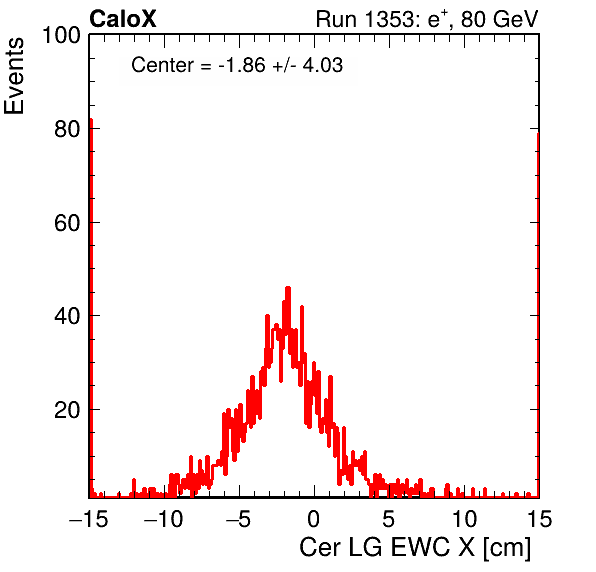 CaloX Run 1353: e⁺, 80 GeV
Center = -1.86 +/- 4.03
Events
100
80
60
40
20
−15 −10 −5 0 5 10 15
Cer LG EWC X [cm]